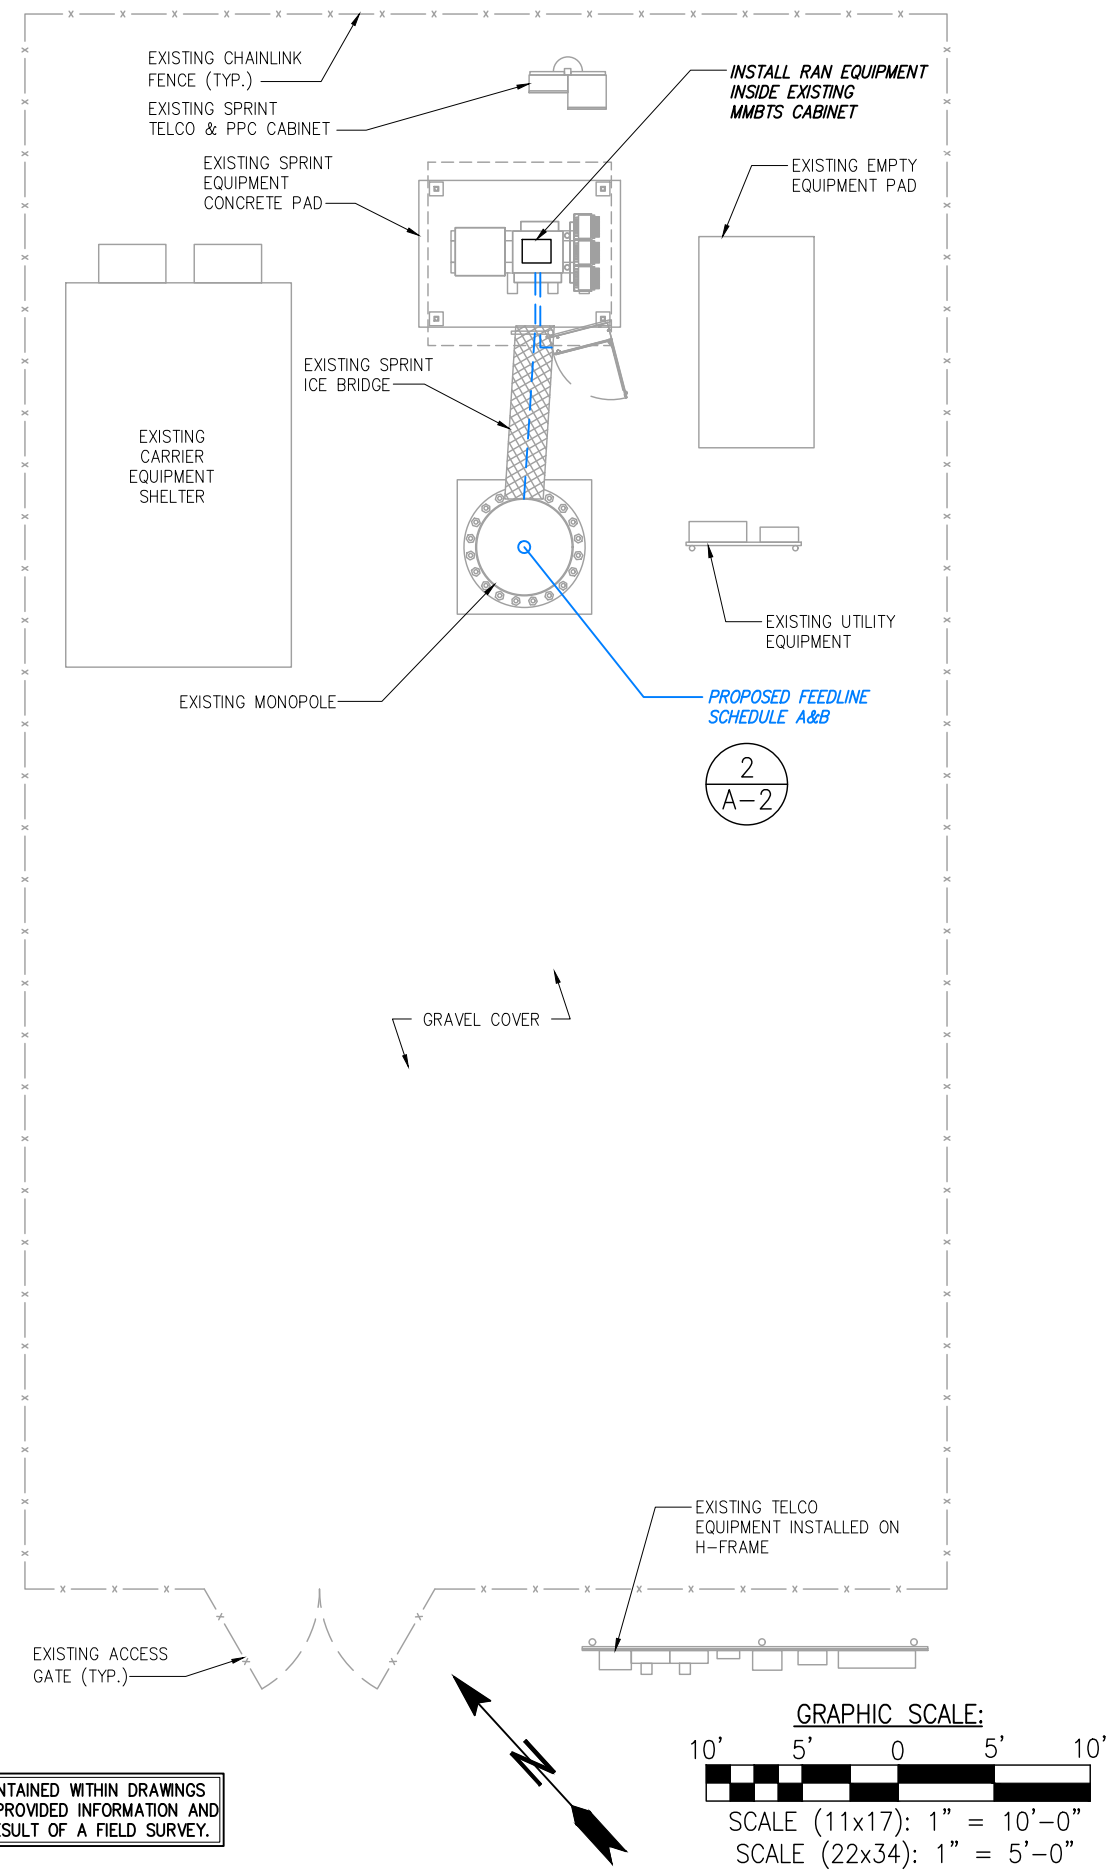 EXISTING CHAINLINK
FENCE (TYP.)
EXISTING SPRINT
TELCO & PPC CABINET
INSTALL RAN EQUIPMENT
INSIDE EXISTING
MMBTS CABINET
EXISTING SPRINT
EQUIPMENT
CONCRETE PAD
EXISTING EMPTY
EQUIPMENT PAD
EXISTING SPRINT
ICE BRIDGE
EXISTING
CARRIER
EQUIPMENT
SHELTER
EXISTING UTILITY
EQUIPMENT
EXISTING MONOPOLE
PROPOSED FEEDLINE
SCHEDULE A&B
2
A-2
GRAVEL COVER
EXISTING TELCO
EQUIPMENT INSTALLED ON
H-FRAME
EXISTING ACCESS
GATE (TYP.)
N
GRAPHIC SCALE:
10' 5' 0 5' 10'
SCALE (11x17): 1" = 10'-0"
SCALE (22x34): 1" = 5'-0"
NTAINED WITHIN DRAWINGS
PROVIDED INFORMATION AND
ESULT OF A FIELD SURVEY.